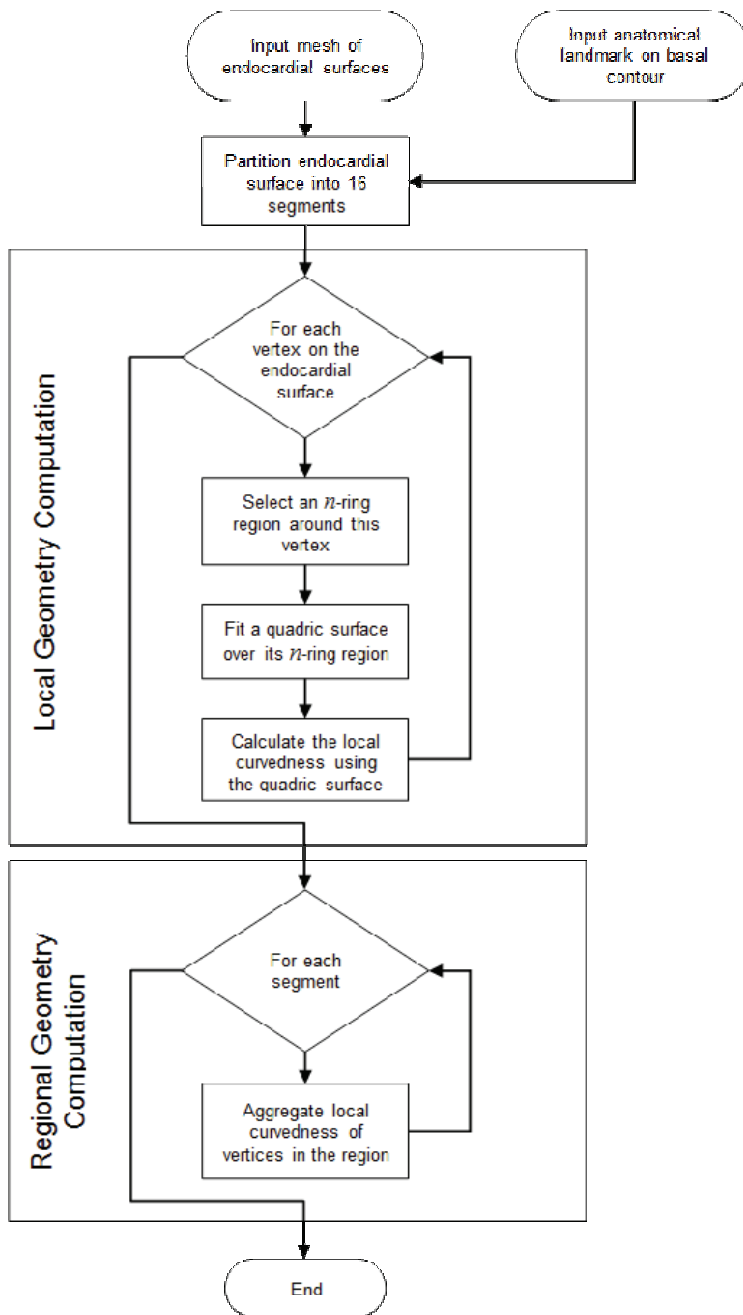 Input mesh of
endocardial surfaces
Input anatomical
landmark on basal
contour
Partition endocardial
surface into 16
segments
Local Geometry Computation
For each
vertex on the
endocardial
surface
Select an n-ring
region around this
vertex
Fit a quadric surface
over its n-ring region
Calculate the local
curvedness using
the quadric surface
Regional Geometry
Computation
For each
segment
Aggregate local
curvedness of
vertices in the region
End